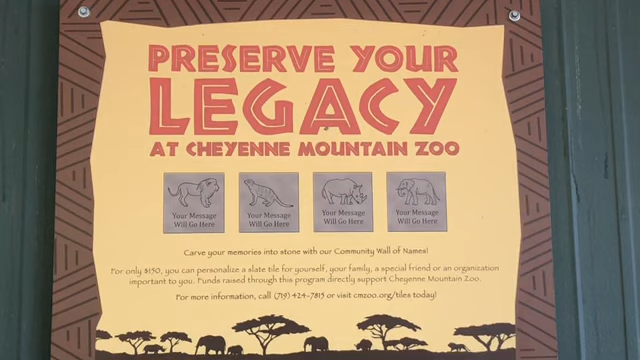 PRESERVE YOUR
LEGACY
AT CHEYENNE MOUNTAIN ZOO
Your Message
Will Go Here
Your Message
Will Go Here
Your Message
Will Go Here
Your Message
Will Go Here
Carve your memories into stone with our Community Wall of Names!
For only $150, you can personalize a slate tile for yourself, your family, a special friend or an organization
important to you. Funds raised through this program directly support Cheyenne Mountain Zoo.
For more information, call (719) 424-7815 or visit cmzoo.org/tiles today!